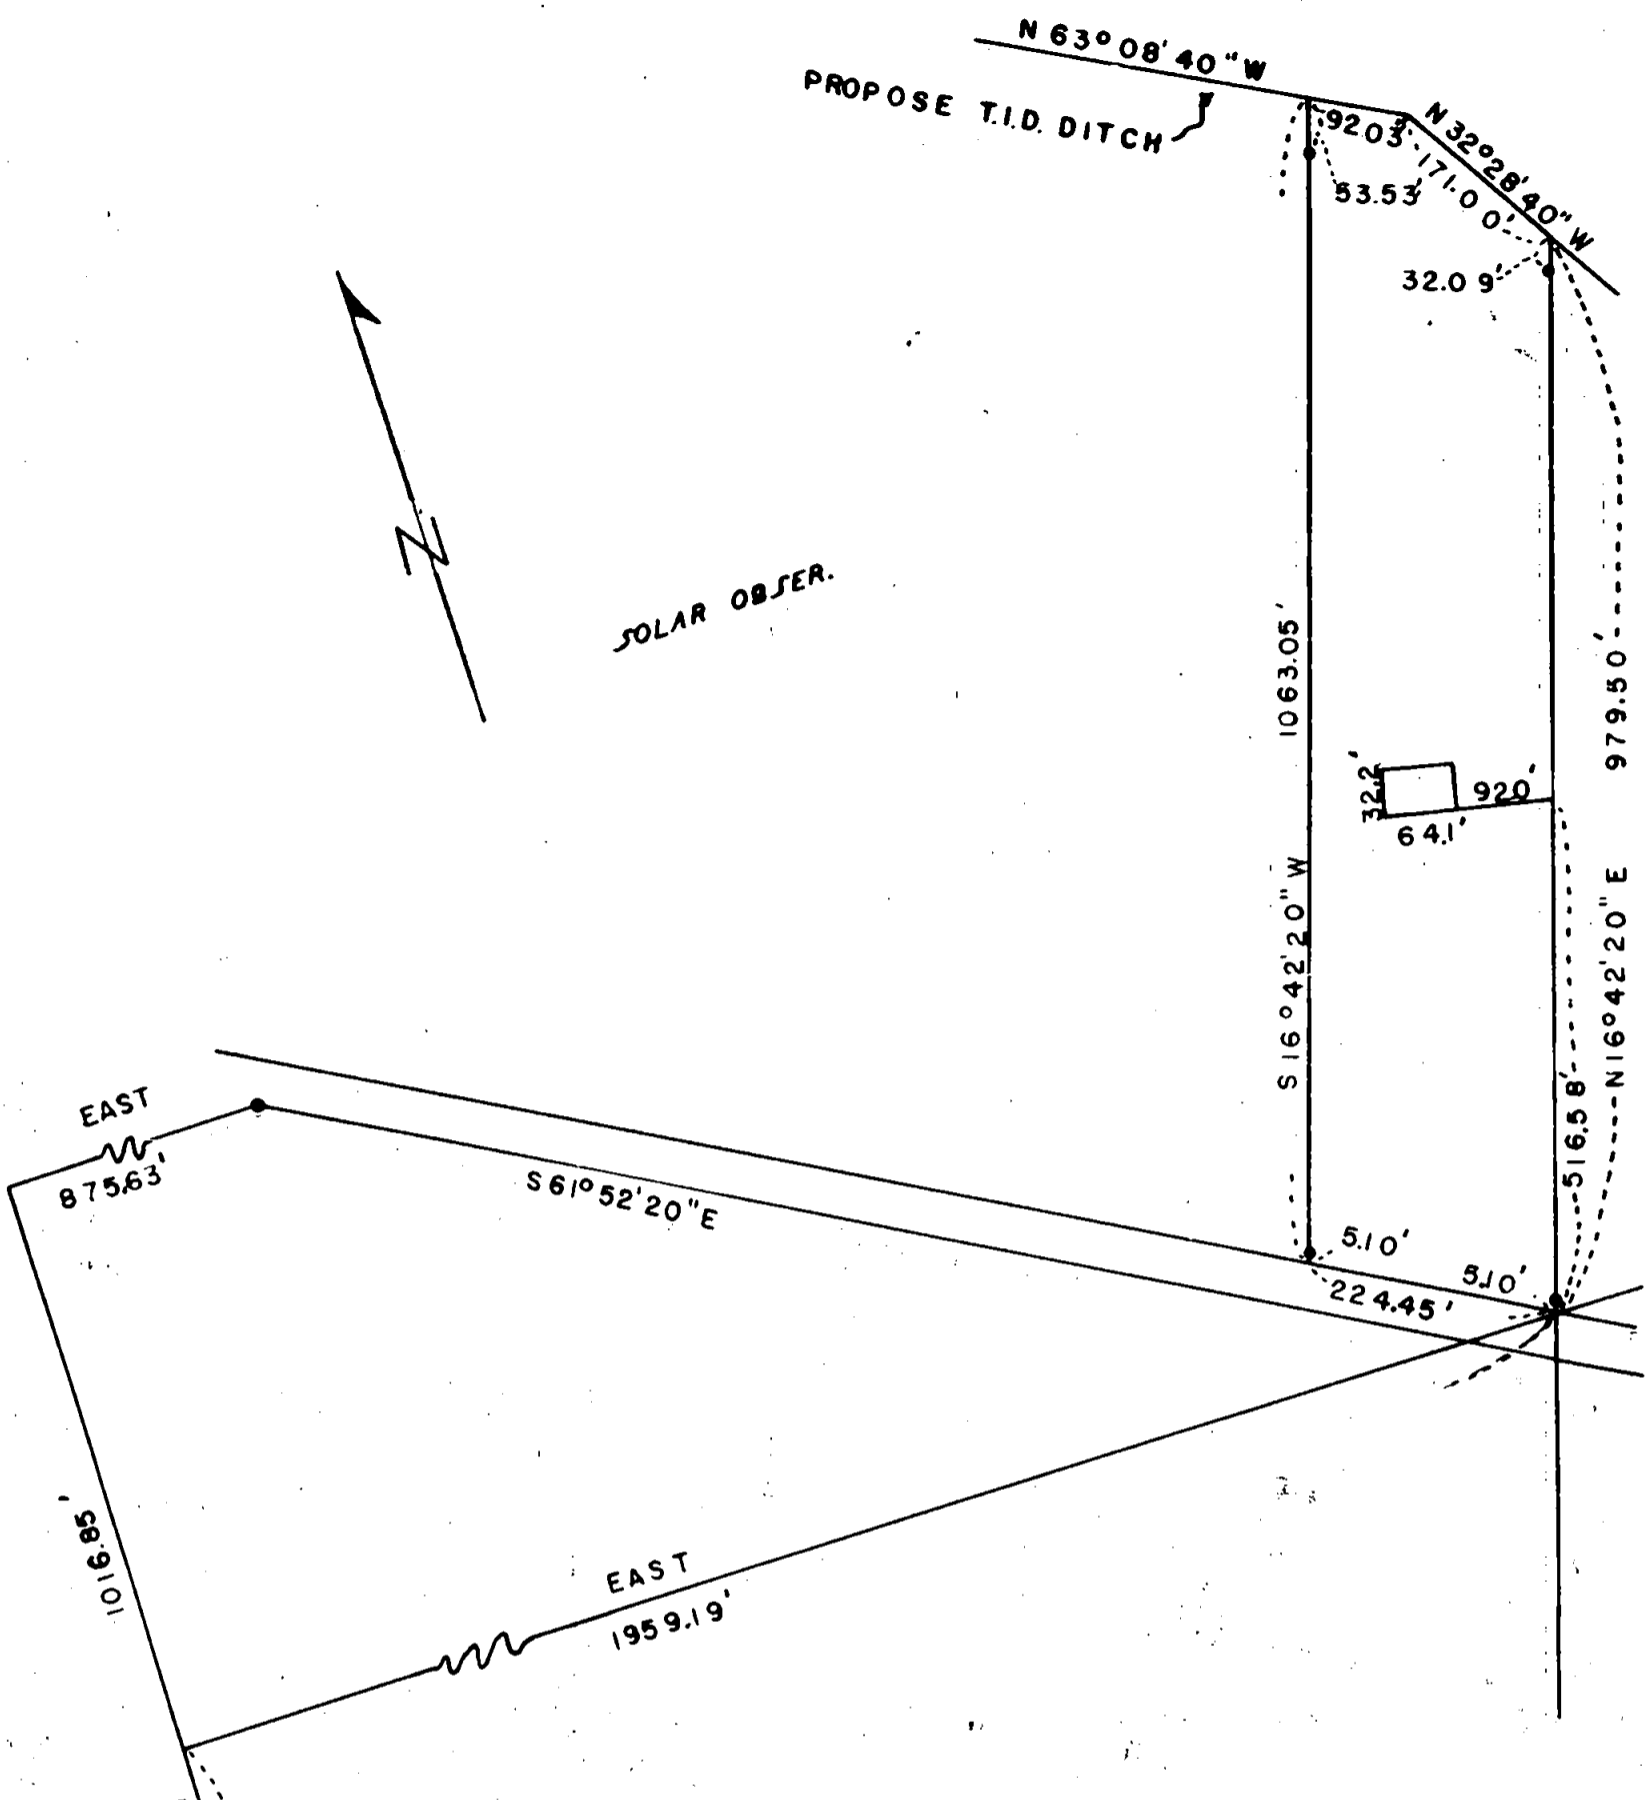 N 63° 08' 40" W
PROPOSE T.I.D. DITCH
92.03'
N 32° 28' 40" W
171.00'
53.53'
32.09'
SOLAR OBSER.
N
1063.05'
S 16° 42' 20" W
979.50'
N 16° 42' 20" E
32.2'
92.0'
64.1'
516.58'
EAST
875.63'
S 61° 52' 20" E
5.10'
5.10'
224.45'
1016.85'
EAST
1959.19'